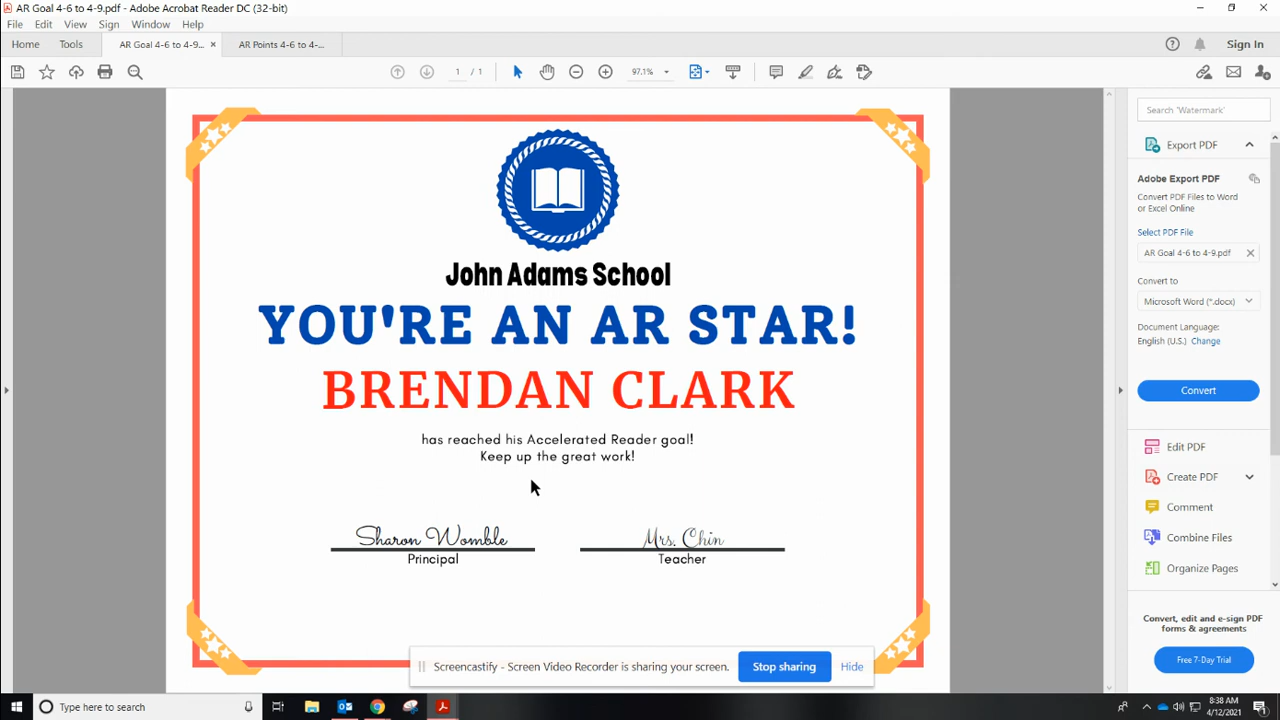 AR Goal 4-6 to 4-9.pdf - Adobe Acrobat Reader DC (32-bit)
File Edit View Sign Window Help
Home Tools AR Goal 4-6 to 4-9... × AR Points 4-6 to 4-... Sign In
1 / 1 97.1%
Search 'Watermark'
Export PDF
Adobe Export PDF
Convert PDF Files to Word
or Excel Online
Select PDF File
AR Goal 4-6 to 4-9.pdf
Convert to
Microsoft Word (*.docx)
Document Language:
English (U.S.) Change
Convert
Edit PDF
Create PDF
Comment
Combine Files
Organize Pages
Convert, edit and e-sign PDF
forms & agreements
Free 7-Day Trial
John Adams School
YOU'RE AN AR STAR!
BRENDAN CLARK
has reached his Accelerated Reader goal!
Keep up the great work!
Sharon Womble Mrs. Chin
Principal Teacher
Screencastify - Screen Video Recorder is sharing your screen. Stop sharing Hide
Type here to search
8:38 AM
4/12/2021